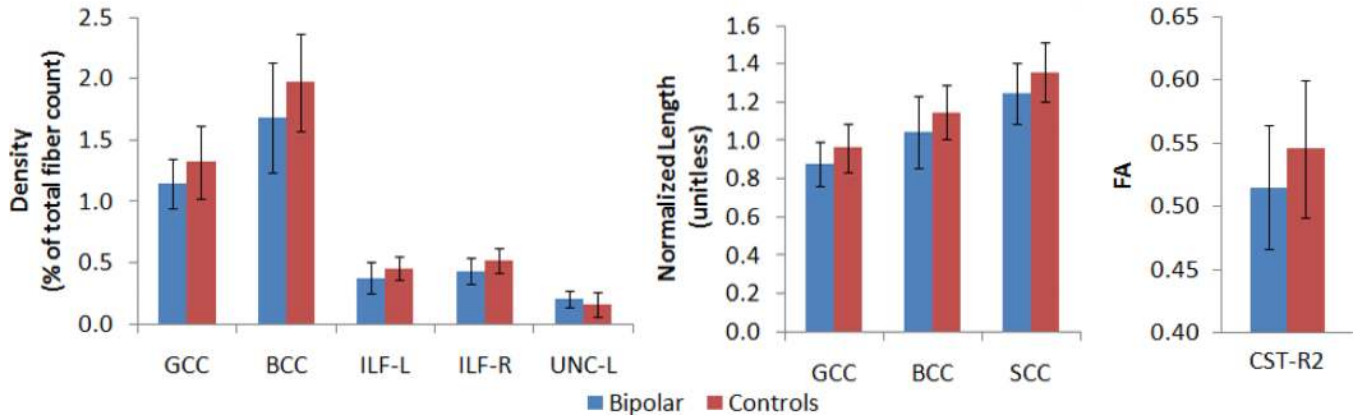 Density
(% of total fiber count)
2.5
2.0
1.5
1.0
0.5
0.0
GCC BCC ILF-L ILF-R UNC-L
Normalized Length
(unitless)
1.6
1.4
1.2
1.0
0.8
0.6
0.4
0.2
0.0
GCC BCC SCC
FA
0.65
0.60
0.55
0.50
0.45
0.40
CST-R2
Bipolar Controls